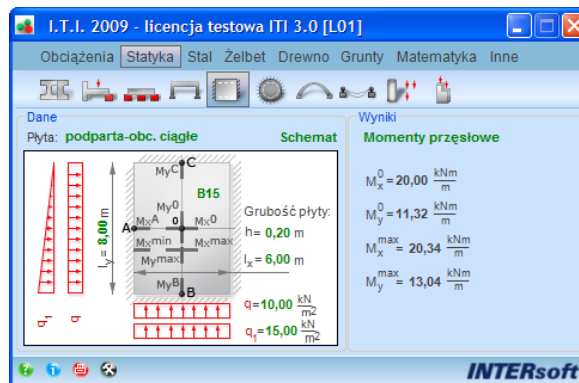 I.T.I. 2009 - licencja testowa ITI 3.0 [L01]
Obciążenia Statyka Stal Żelbet Drewno Grunty Matematyka Inne
Dane
Płyta: podparta-obc. ciągłe Schemat
C
MyC
B15
My0
A MxA 0 Mx0
Mxmin Mxmax
Mymax
MyB
B
ly= 8,00 m
q1 q
Grubość płyty:
h= 0,20 m
lx= 6,00 m
q=10,00 kN/m2
q1=15,00 kN/m2
Wyniki
Momenty przęsłowe
Mx0 = 20,00 kNm/m
My0 = 11,32 kNm/m
Mxmax = 20,34 kNm/m
Mymax = 13,04 kNm/m
INTERsoft